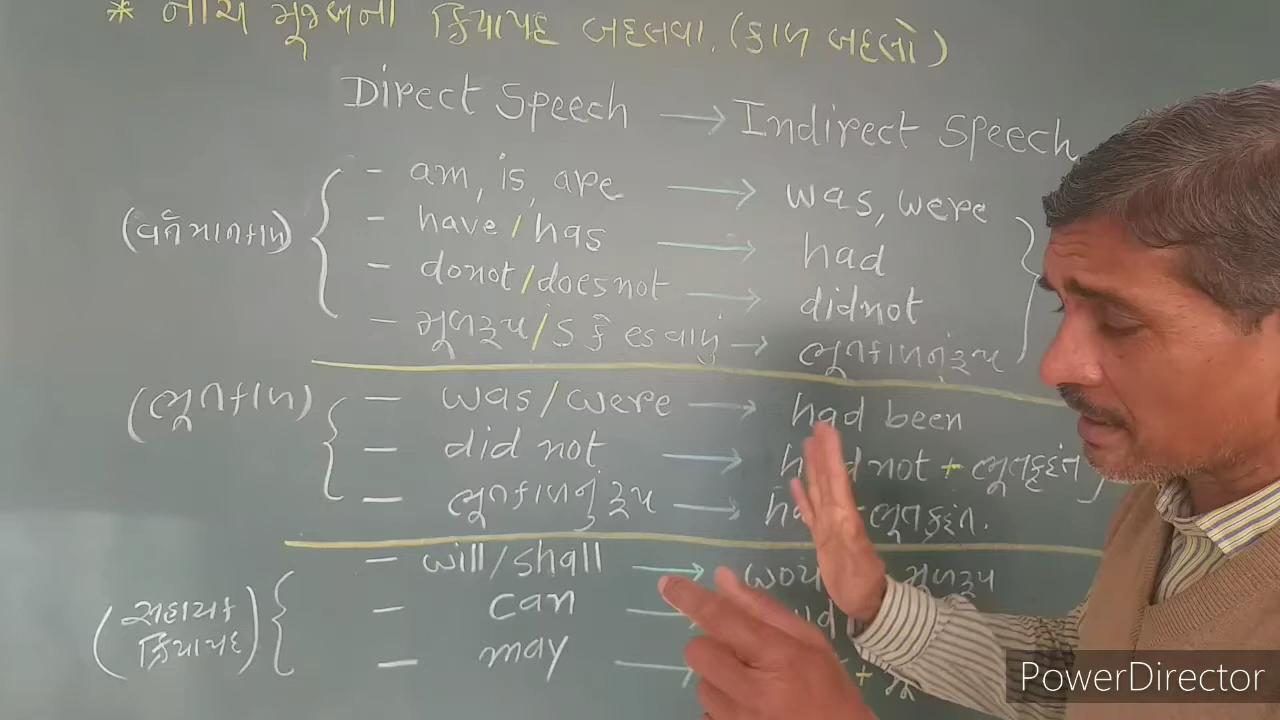 * નીચે મુજબના ક્રિયાપદ બદલવા. (કાળ બદલો)
Direct Speech → Indirect Speech
(વર્તમાનકાળ)
- am, is, are → was, were
- have/has → had
- donot/doesnot → didnot
- મૂળરૂપ/s કે es વાળું → ભૂતકાળનું રૂપ
(ભૂતકાળ)
- was/were → had been
- did not → had not + ભૂતકૃદંત
- ભૂતકાળનું રૂપ → ભૂતકૃદંત.
(સહાયક
ક્રિયાપદ)
- will/shall → મૂળરૂપ
- can →
- may → +
PowerDirector